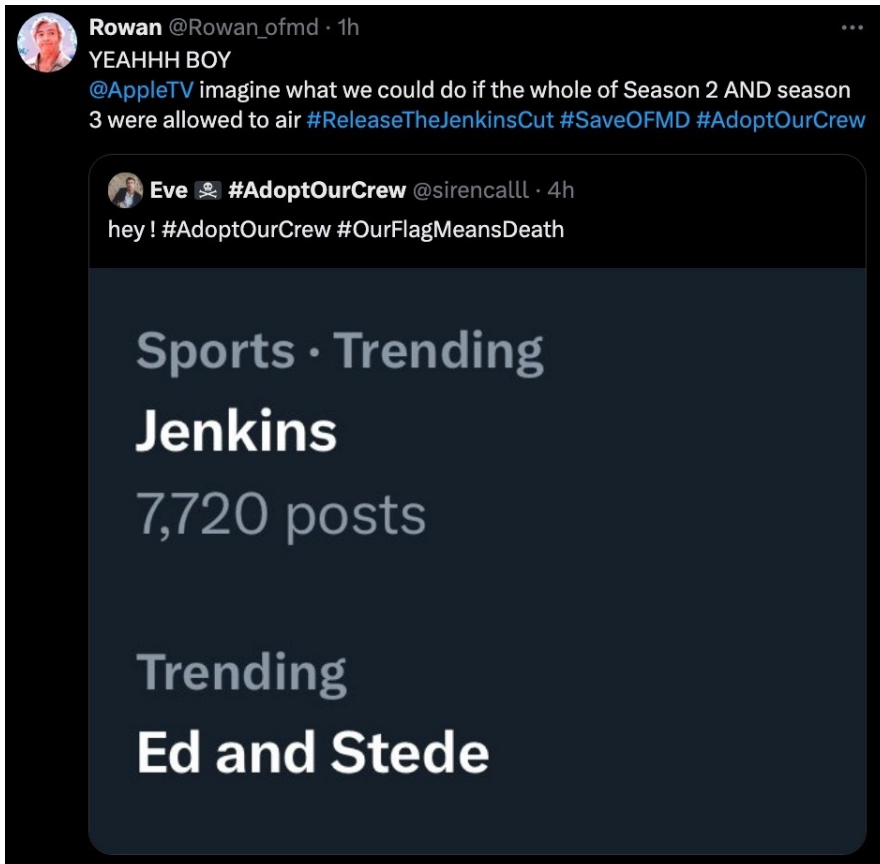 Rowan @Rowan_ofmd · 1h
YEAHHH BOY
@AppleTV imagine what we could do if the whole of Season 2 AND season
3 were allowed to air #ReleaseTheJenkinsCut #SaveOFMD #AdoptOurCrew
Eve 🏴‍☠️ #AdoptOurCrew @sirencalll · 4h
hey ! #AdoptOurCrew #OurFlagMeansDeath
Sports · Trending
Jenkins
7,720 posts
Trending
Ed and Stede